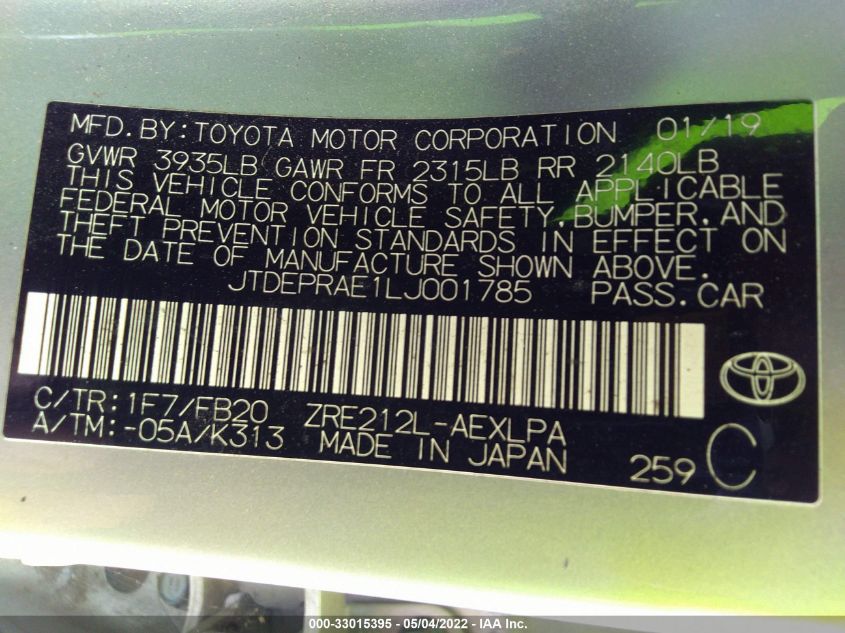 MFD.BY:TOYOTA MOTOR CORPORATION 01/19
GVWR 3935LB GAWR FR 2315LB RR 2140LB
THIS VEHICLE CONFORMS TO ALL APPLICABLE
FEDERAL MOTOR VEHICLE SAFETY,BUMPER,AND
THEFT PREVENTION STANDARDS IN EFFECT ON
THE DATE OF MANUFACTURE SHOWN ABOVE.
JTDEPRAE1LJ001785 PASS.CAR
C/TR:1F7/FB20 ZRE212L-AEXLPA
A/TM:-05A/K313 MADE IN JAPAN 259 C
© - #33015395 - 05/04/2022 - IAA Inc.